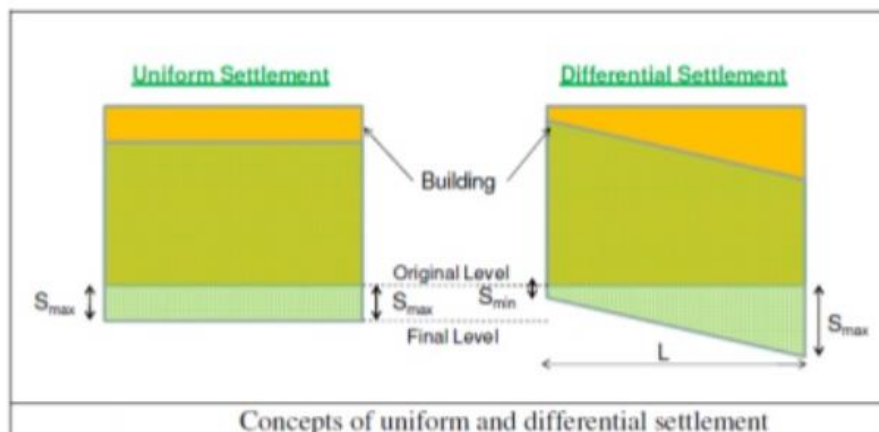 Uniform Settlement
Differential Settlement
Building
Original Level
Smax
Smax
Smin
Smax
Final Level
L
Concepts of uniform and differential settlement